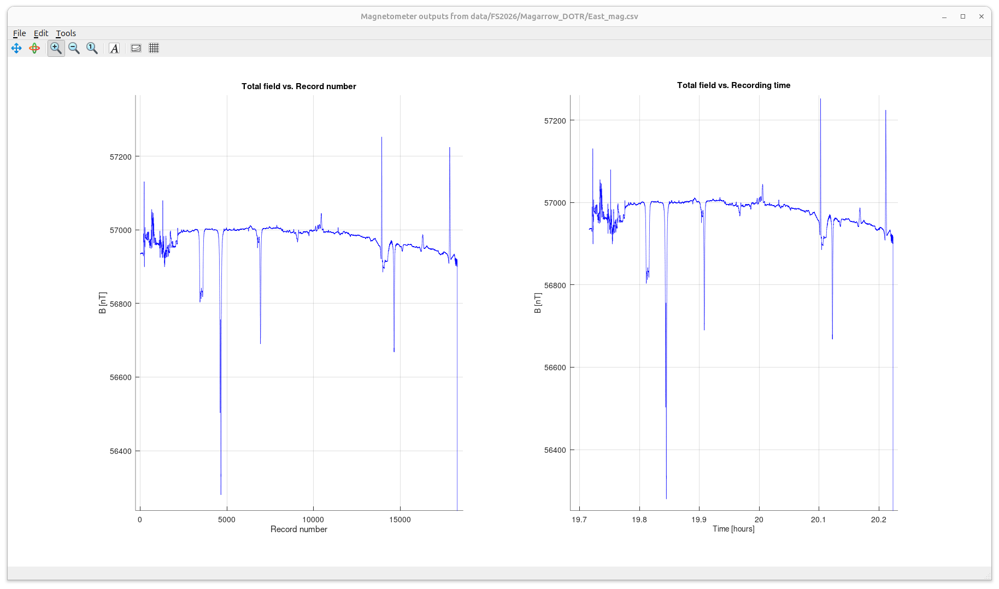 Magnetometer outputs from data/FS2026/Magarrow_DOTR/East_mag.csv
File Edit Tools
1 A
Total field vs. Record number
57200
57000
56800
56600
56400
B [nT]
0 5000 10000 15000
Record number
Total field vs. Recording time
57200
57000
56800
56600
56400
B [nT]
19.7 19.8 19.9 20 20.1 20.2
Time [hours]